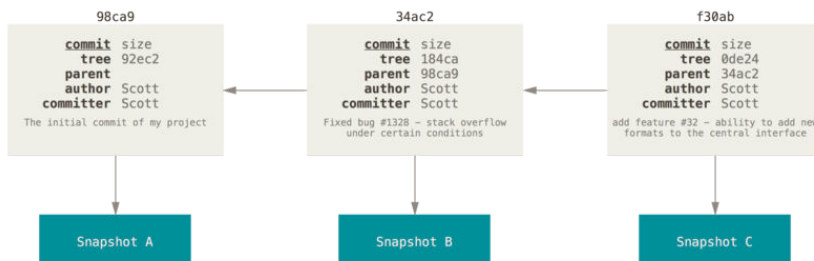 98ca9
commit size
tree 92ec2
parent
author Scott
committer Scott
The initial commit of my project
Snapshot A
34ac2
commit size
tree 184ca
parent 98ca9
author Scott
committer Scott
Fixed bug #1328 – stack overflow
under certain conditions
Snapshot B
f30ab
commit size
tree 0de24
parent 34ac2
author Scott
committer Scott
add feature #32 – ability to add new
formats to the central interface
Snapshot C